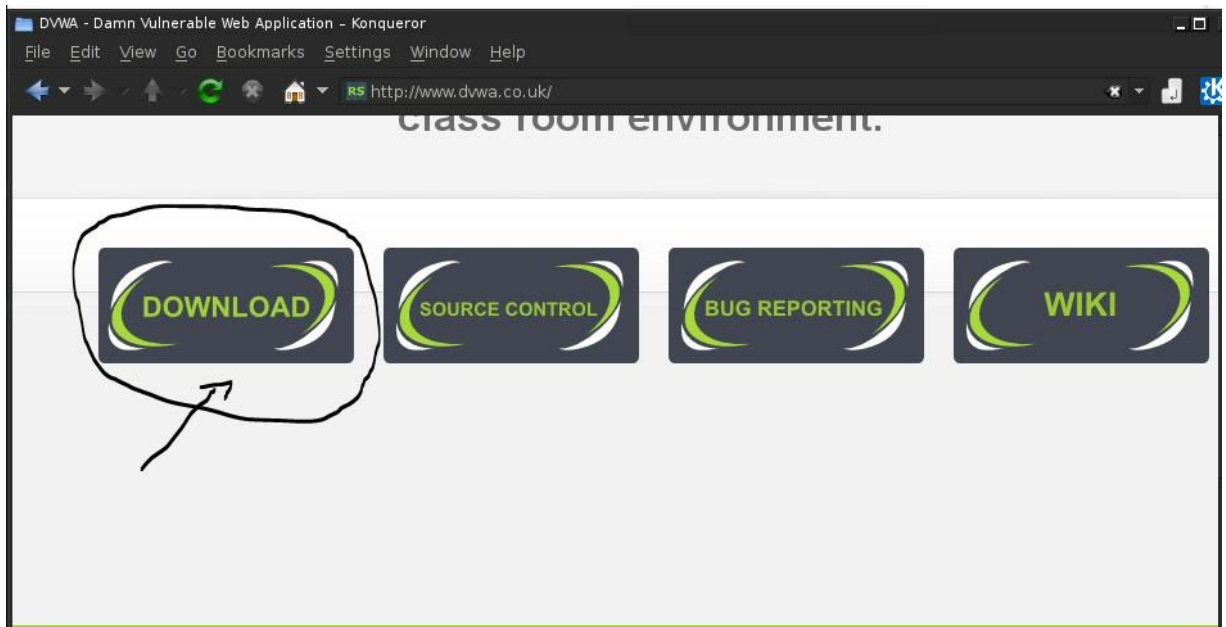 DVWA - Damn Vulnerable Web Application – Konqueror
File Edit View Go Bookmarks Settings Window Help
RS http://www.dvwa.co.uk/
class room environment.
DOWNLOAD SOURCE CONTROL BUG REPORTING WIKI